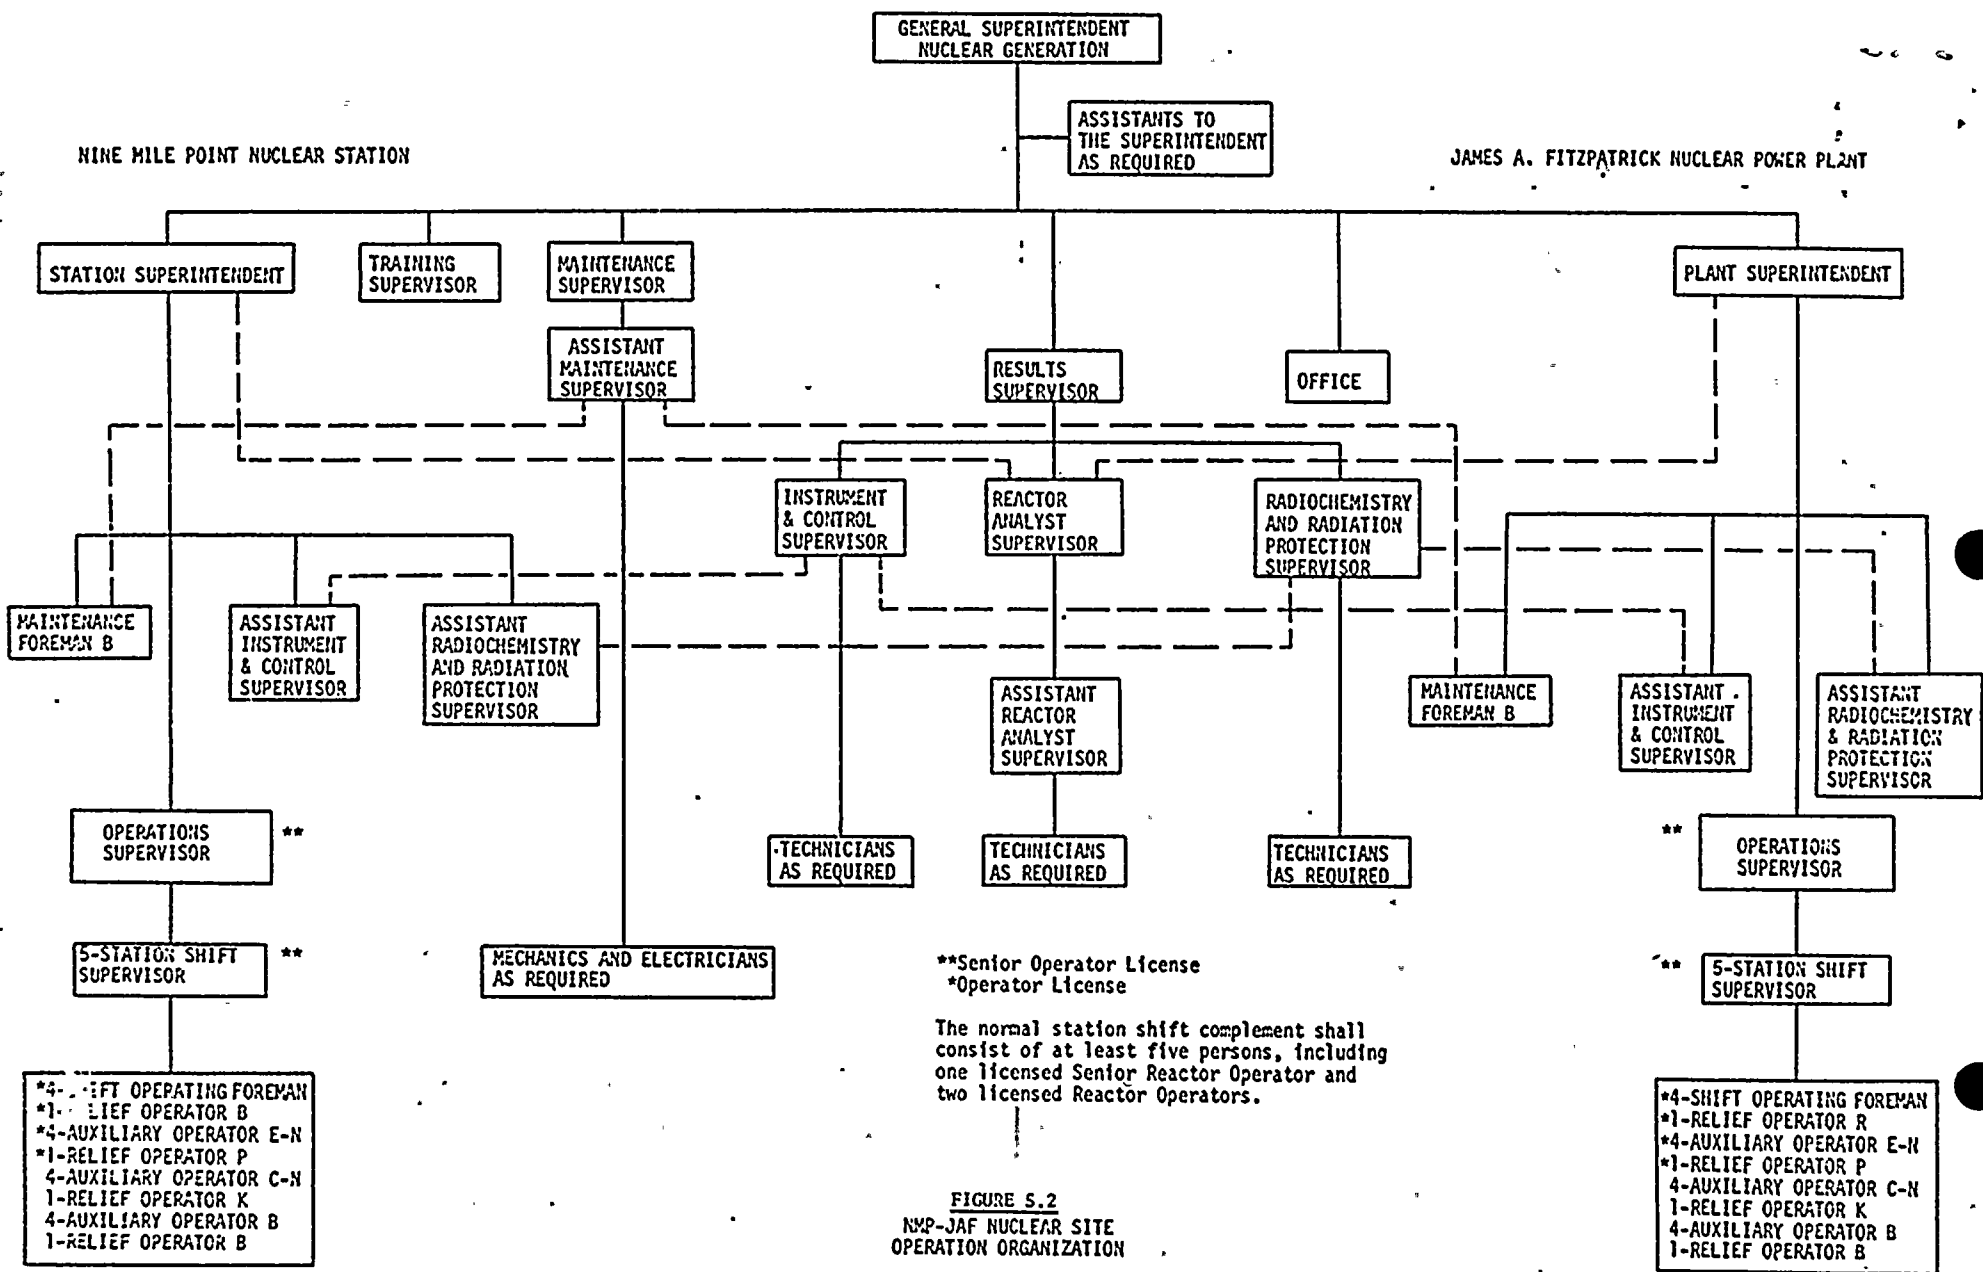 GENERAL SUPERINTENDENT
NUCLEAR GENERATION
ASSISTANTS TO
THE SUPERINTENDENT
AS REQUIRED
NINE MILE POINT NUCLEAR STATION
JAMES A. FITZPATRICK NUCLEAR POWER PLANT
STATION SUPERINTENDENT
TRAINING
SUPERVISOR
MAINTENANCE
SUPERVISOR
PLANT SUPERINTENDENT
ASSISTANT
MAINTENANCE
SUPERVISOR
RESULTS
SUPERVISOR
OFFICE
INSTRUMENT
& CONTROL
SUPERVISOR
REACTOR
ANALYST
SUPERVISOR
RADIOCHEMISTRY
AND RADIATION
PROTECTION
SUPERVISOR
MAINTENANCE
FOREMAN B
ASSISTANT
INSTRUMENT
& CONTROL
SUPERVISOR
ASSISTANT
RADIOCHEMISTRY
AND RADIATION
PROTECTION
SUPERVISOR
ASSISTANT
REACTOR
ANALYST
SUPERVISOR
MAINTENANCE
FOREMAN B
ASSISTANT
INSTRUMENT
& CONTROL
SUPERVISOR
ASSISTANT
RADIOCHEMISTRY
& RADIATION
PROTECTION
SUPERVISOR
OPERATIONS
SUPERVISOR
**
TECHNICIANS
AS REQUIRED
TECHNICIANS
AS REQUIRED
TECHNICIANS
AS REQUIRED
**
OPERATIONS
SUPERVISOR
5-STATION SHIFT
SUPERVISOR
**
MECHANICS AND ELECTRICIANS
AS REQUIRED
**Senior Operator License
*Operator License
**
5-STATION SHIFT
SUPERVISOR
The normal station shift complement shall
consist of at least five persons, including
one licensed Senior Reactor Operator and
two licensed Reactor Operators.
*4- OPERATING FOREMAN
*1- OPERATOR B
*4-AUXILIARY OPERATOR E-N
*1-RELIEF OPERATOR P
4-AUXILIARY OPERATOR C-N
1-RELIEF OPERATOR K
4-AUXILIARY OPERATOR B
1-RELIEF OPERATOR B
*4-SHIFT OPERATING FOREMAN
*1-RELIEF OPERATOR R
*4-AUXILIARY OPERATOR E-N
*1-RELIEF OPERATOR P
4-AUXILIARY OPERATOR C-N
1-RELIEF OPERATOR K
4-AUXILIARY OPERATOR B
1-RELIEF OPERATOR B
FIGURE 5.2
NMP-JAF NUCLEAR SITE
OPERATION ORGANIZATION